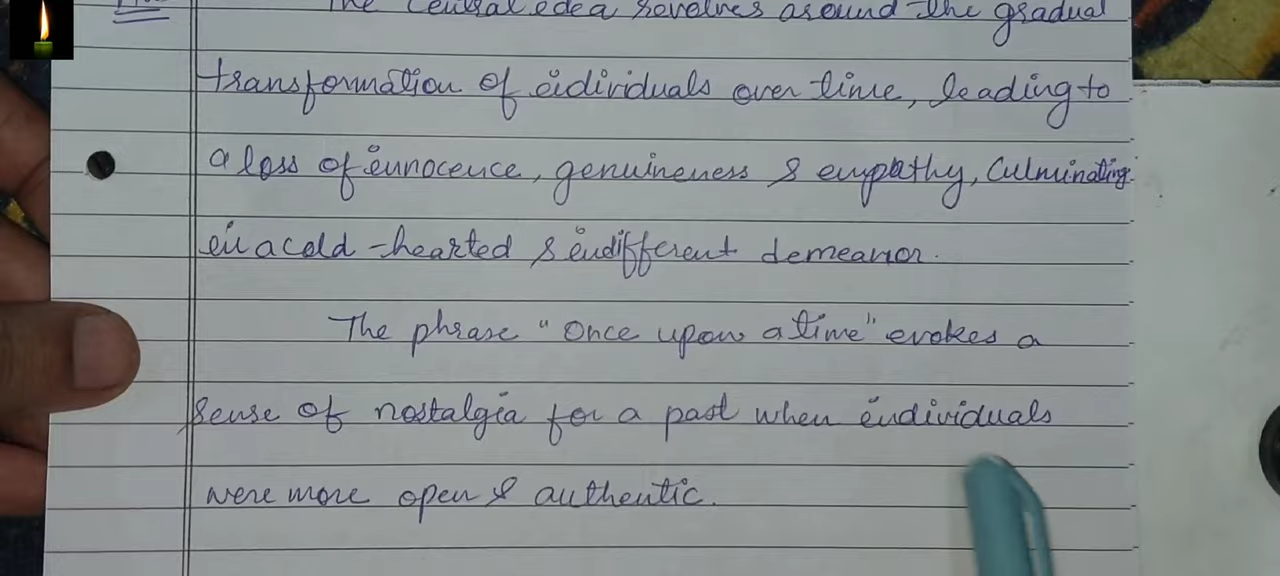 The Central idea revolves around the gradual
transformation of individuals over time, leading to
a loss of innocence, genuineness & empathy, Culminating
in a cold-hearted & indifferent demeanor.
The phrase "Once upon a time" evokes a
sense of nostalgia for a past when individuals
were more open & authentic.